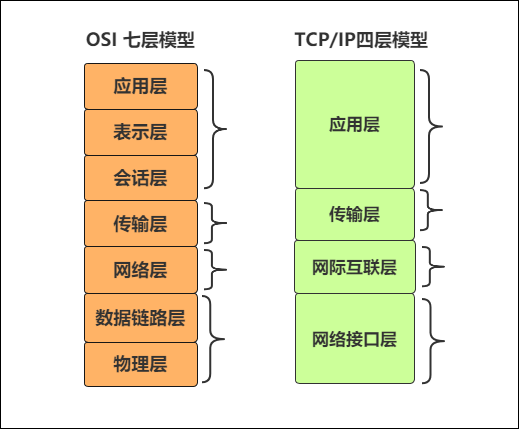 OSI 七层模型
应用层
表示层
会话层
传输层
网络层
数据链路层
物理层
TCP/IP四层模型
应用层
传输层
网际互联层
网络接口层